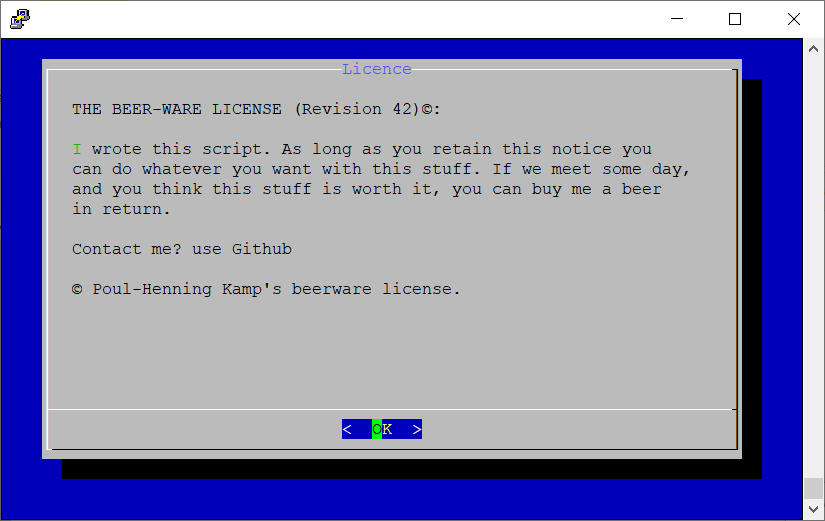 Licence
THE BEER-WARE LICENSE (Revision 42)©:
I wrote this script. As long as you retain this notice you
can do whatever you want with this stuff. If we meet some day,
and you think this stuff is worth it, you can buy me a beer
in return.
Contact me? use Github
© Poul-Henning Kamp's beerware license.
<  OK  >